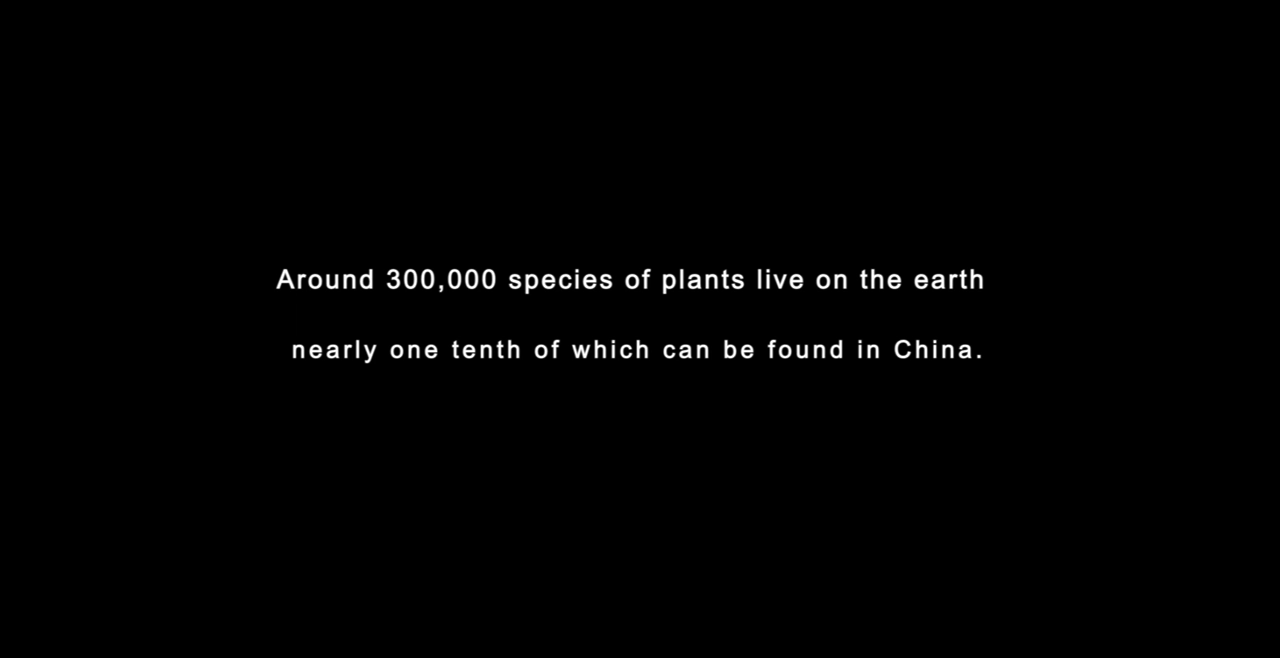 Around 300,000 species of plants live on the earth
nearly one tenth of which can be found in China.